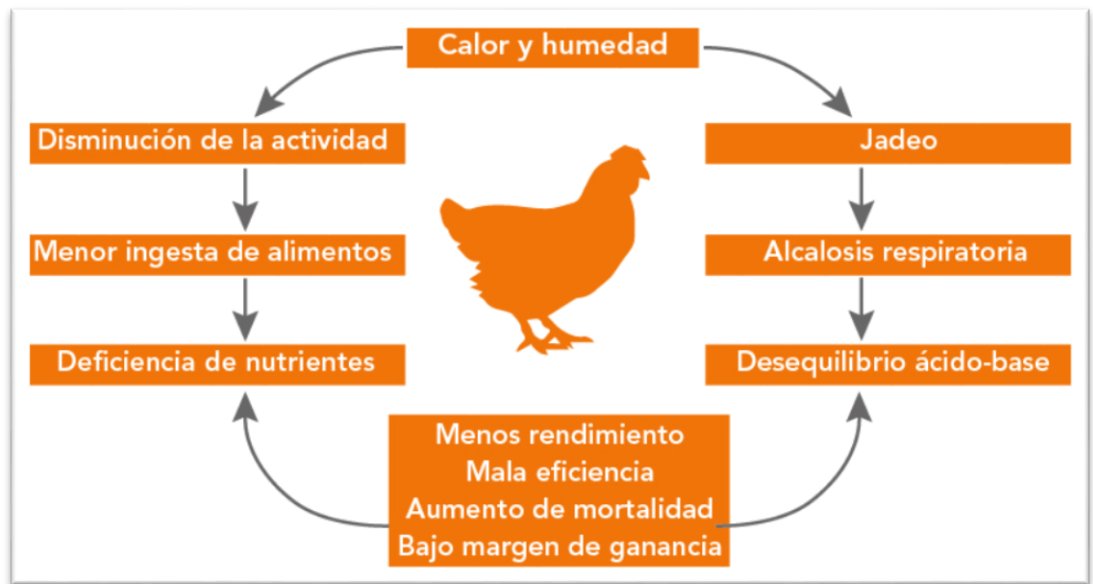 Calor y humedad
Disminución de la actividad
Jadeo
Menor ingesta de alimentos
Alcalosis respiratoria
Deficiencia de nutrientes
Desequilibrio ácido-base
Menos rendimiento
Mala eficiencia
Aumento de mortalidad
Bajo margen de ganancia